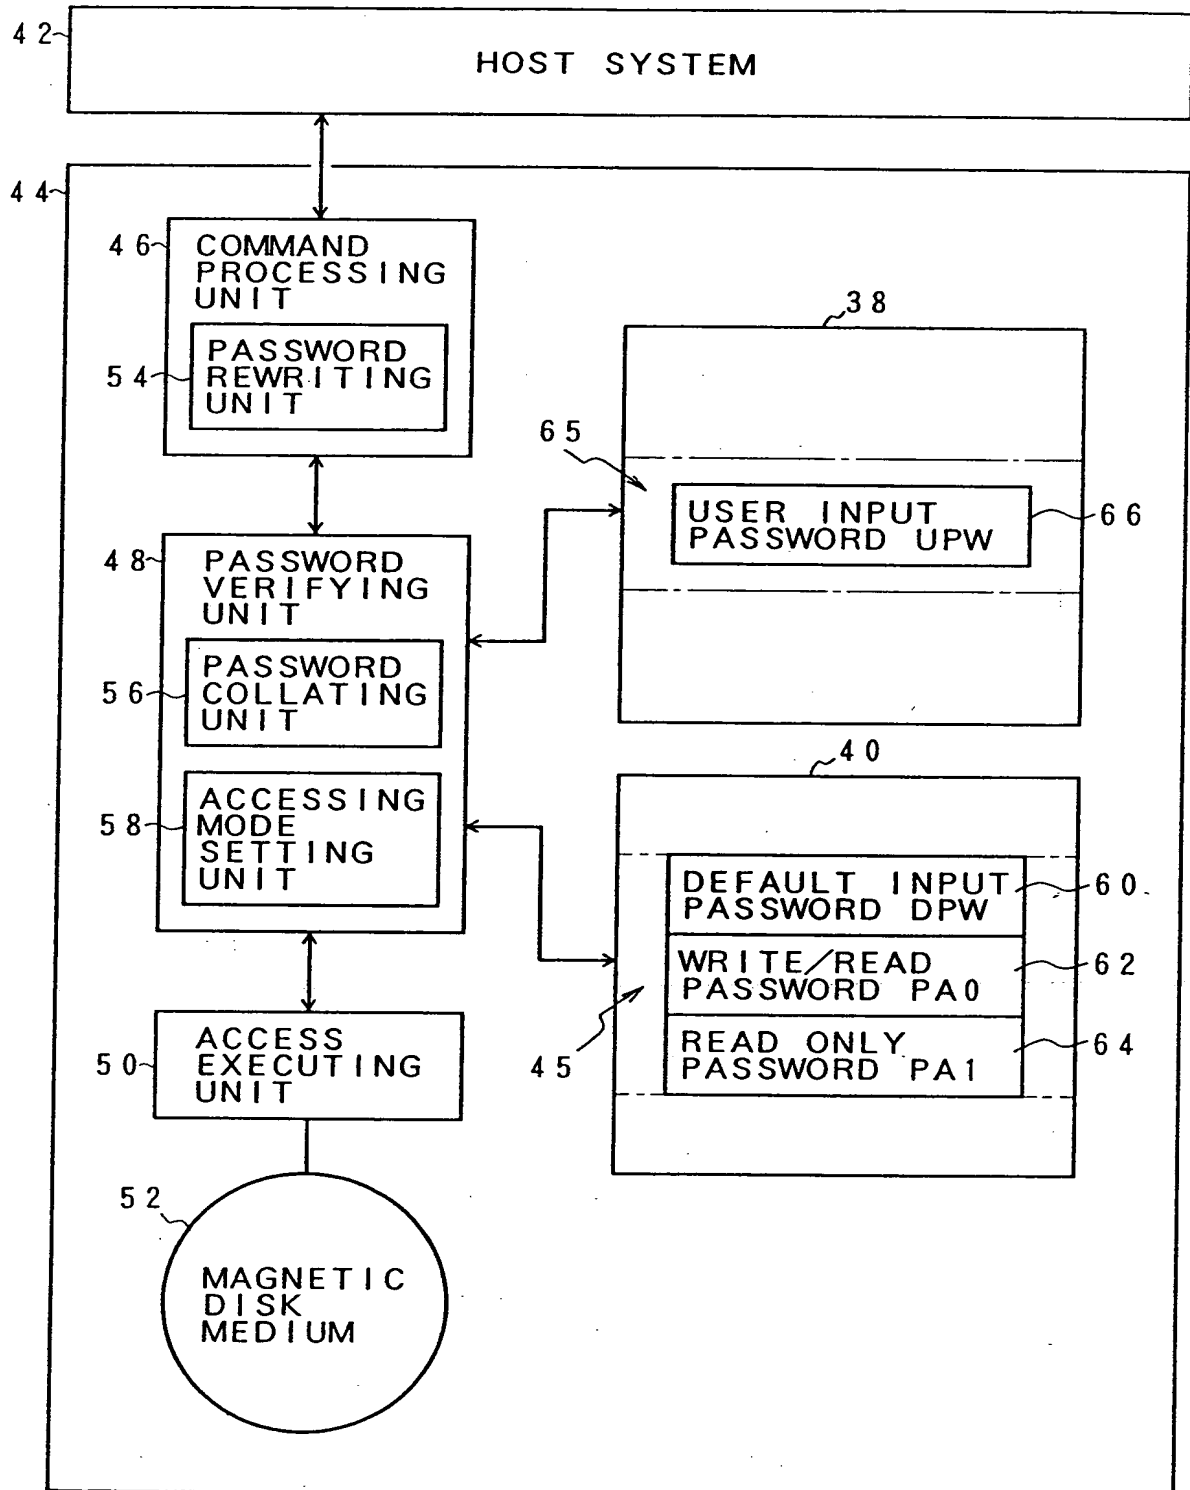 42
HOST SYSTEM
44
46
COMMAND
PROCESSING
UNIT
54
PASSWORD
REWRITING
UNIT
38
65
USER INPUT
PASSWORD UPW
66
48
PASSWORD
VERIFYING
UNIT
56
PASSWORD
COLLATING
UNIT
58
ACCESSING
MODE
SETTING
UNIT
40
DEFAULT INPUT
PASSWORD DPW
60
WRITE/READ
PASSWORD PA0
62
READ ONLY
PASSWORD PA1
64
45
50
ACCESS
EXECUTING
UNIT
52
MAGNETIC
DISK
MEDIUM